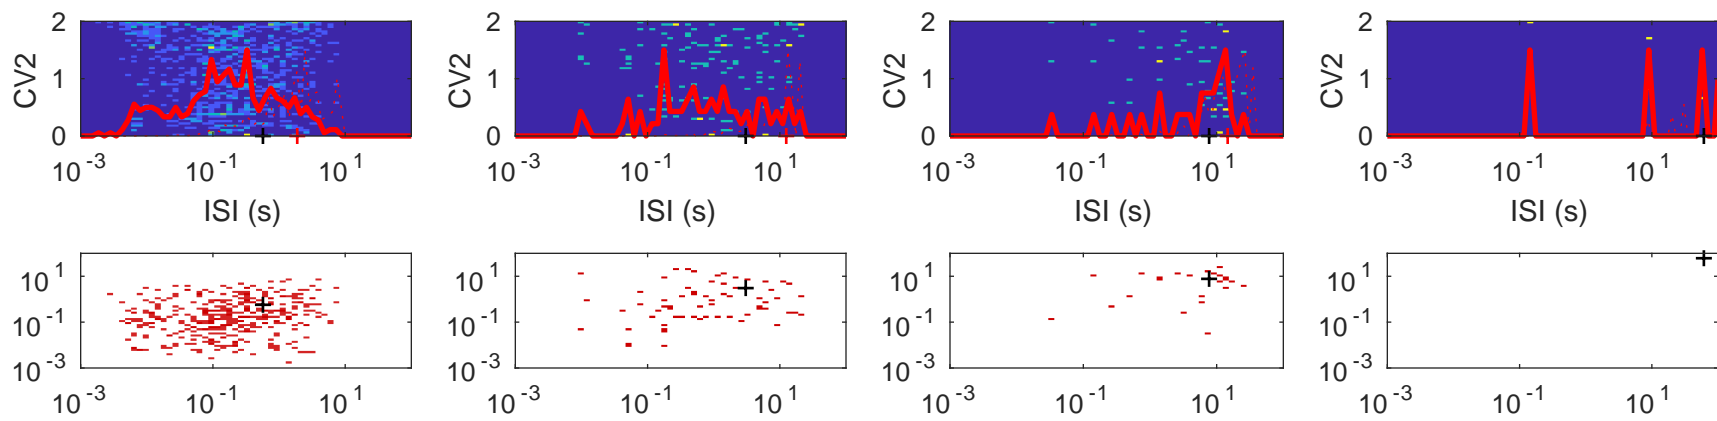 2 2 2 2
CV2 1 CV2 1 CV2 1 CV2 1
0 0 0 0
10^-3 10^-1 10^1 10^-3 10^-1 10^1 10^-3 10^-1 10^1 10^-3 10^-1 10^1
ISI (s) ISI (s) ISI (s) ISI (s)
10^1 10^1 10^1 10^1
10^-1 10^-1 10^-1 10^-1
10^-3 10^-3 10^-3 10^-3
10^-3 10^-1 10^1 10^-3 10^-1 10^1 10^-3 10^-1 10^1 10^-3 10^-1 10^1